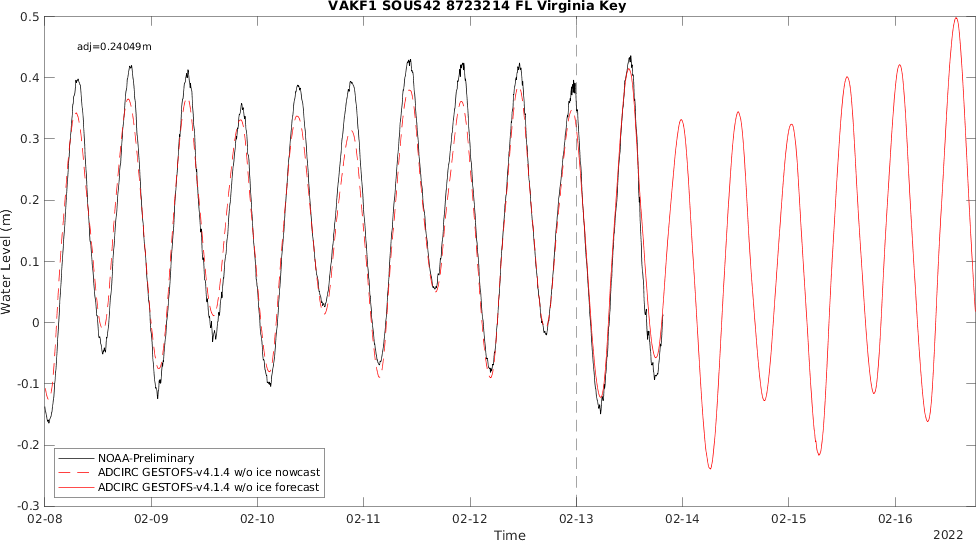 VAKF1 SOUS42 8723214 FL Virginia Key
adj=0.24049m
0.5
0.4
0.3
0.2
0.1
0
-0.1
-0.2
-0.3
Water Level (m)
NOAA-Preliminary
ADCIRC GESTOFS-v4.1.4 w/o ice nowcast
ADCIRC GESTOFS-v4.1.4 w/o ice forecast
02-08 02-09 02-10 02-11 02-12 02-13 02-14 02-15 02-16
Time
2022